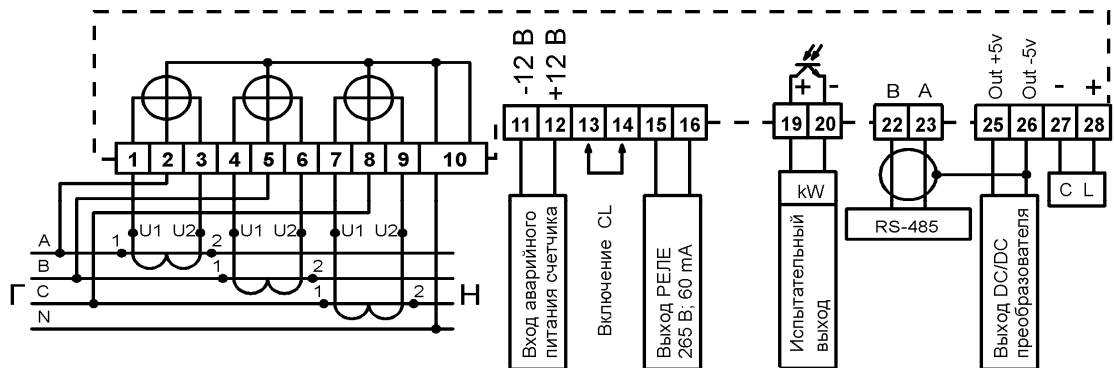 -12 В
+12 В
+ -
B A
Out +5v
Out -5v
- +
1 2 3 4 5 6 7 8 9 10
11 12 13 14 15 16
19 20
22 23
25 26 27 28
U1 U2 U1 U2 U1 U2
kW
C L
RS-485
A
1 2
B
1 2
Г
C
1 2
Н
N
Вход аварийного
питания счетчика
Включение CL
Выход РЕЛЕ
265 В; 60 mA
Испытательный
выход
Выход DC/DC
преобразователя